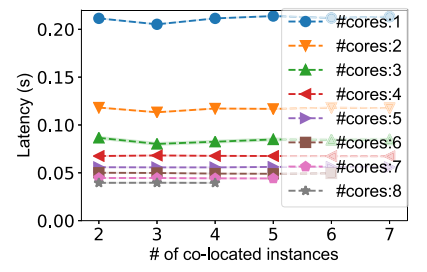 0.20
0.15
0.10
0.05
0.00
Latency (s)
2 3 4 5 6 7
# of co-located instances
#cores:1
#cores:2
#cores:3
#cores:4
#cores:5
#cores:6
#cores:7
#cores:8